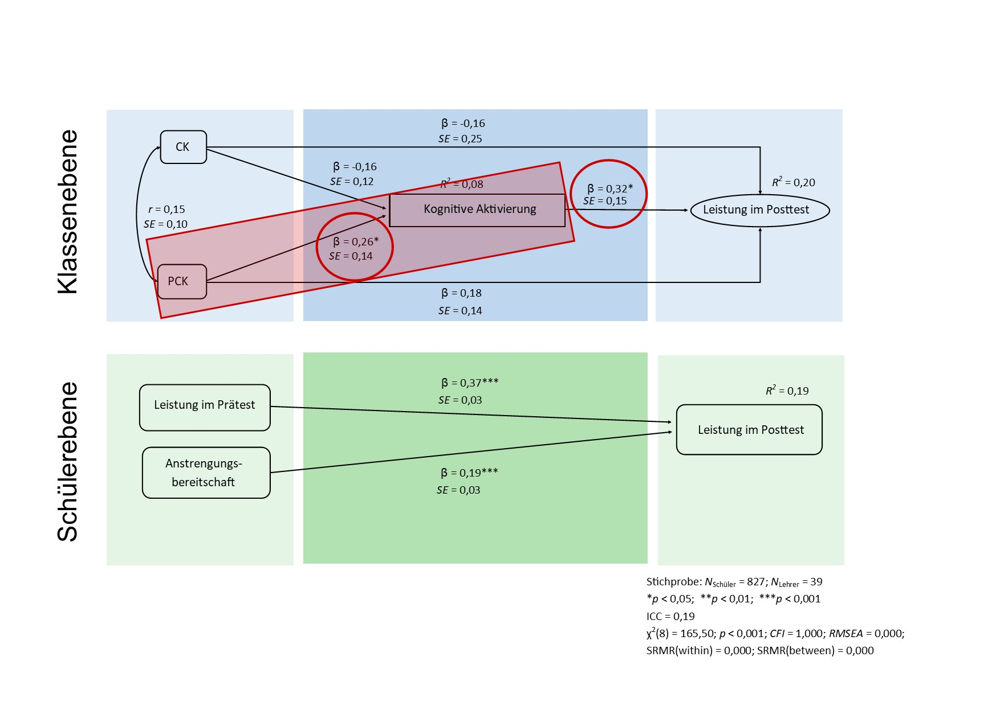 Klassenebene
β = -0,16
SE = 0,25
CK
β = -0,16
SE = 0,12
R² = 0,08
β = 0,32*
SE = 0,15
R² = 0,20
r = 0,15
SE = 0,10
Kognitive Aktivierung
Leistung im Posttest
β = 0,26*
SE = 0,14
PCK
β = 0,18
SE = 0,14
Schülerebene
β = 0,37***
SE = 0,03
R² = 0,19
Leistung im Prätest
Leistung im Posttest
Anstrengungs-
bereitschaft
β = 0,19***
SE = 0,03
Stichprobe: NSchüler = 827; NLehrer = 39
*p < 0,05; **p < 0,01; ***p < 0,001
ICC = 0,19
χ²(8) = 165,50; p < 0,001; CFI = 1,000; RMSEA = 0,000;
SRMR(within) = 0,000; SRMR(between) = 0,000